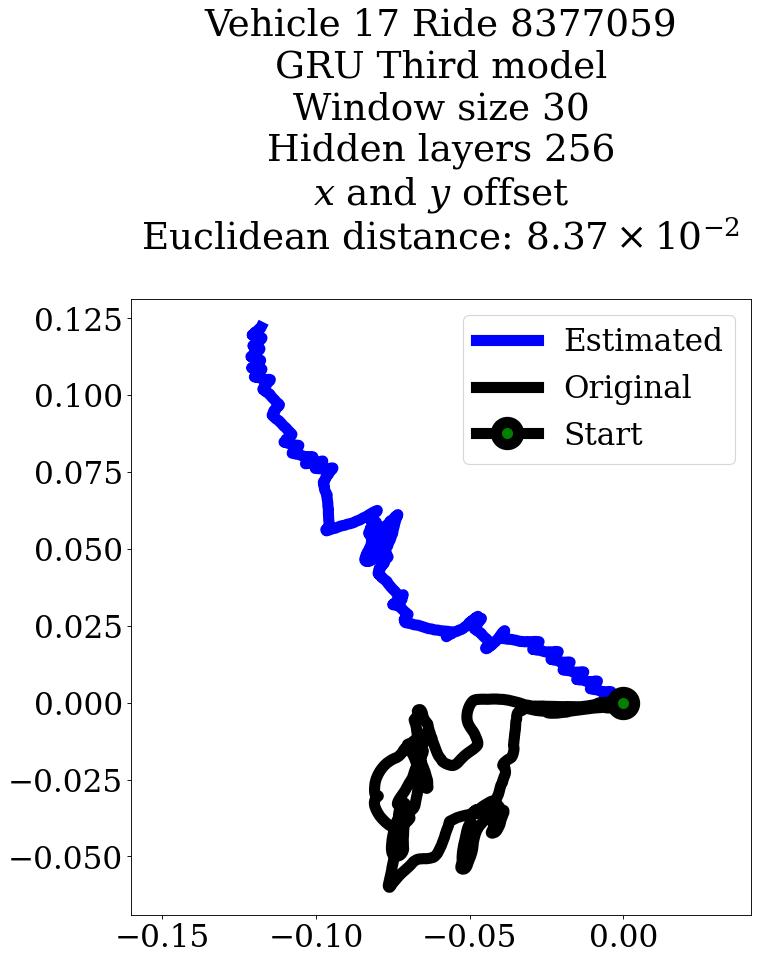 Vehicle 17 Ride 8377059
GRU Third model
Window size 30
Hidden layers 256
x and y offset
Euclidean distance: 8.37 × 10⁻²
Estimated
Original
Start
0.125
0.100
0.075
0.050
0.025
0.000
−0.025
−0.050
−0.15 −0.10 −0.05 0.00